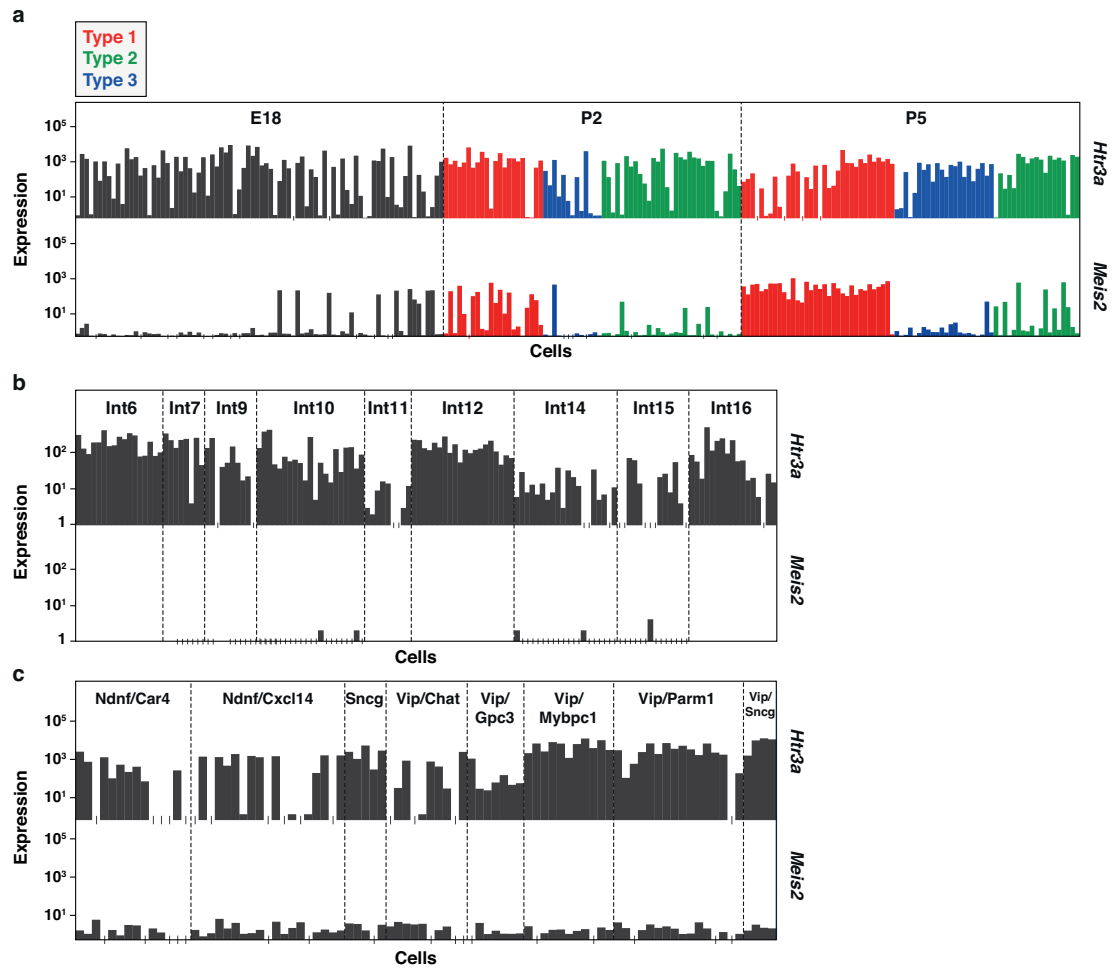 a
Type 1
Type 2
Type 3
E18 P2 P5
10⁵
10³
10¹
Htr3a
Expression
10⁵
10³
10¹
Meis2
Cells
b
Int6 Int7 Int9 Int10 Int11 Int12 Int14 Int15 Int16
10²
10¹
1
Htr3a
Expression
10²
10¹
1
Meis2
Cells
c
Ndnf/Car4 Ndnf/Cxcl14 Sncg Vip/Chat Vip/ Vip/ Vip/Parm1 Vip/
Gpc3 Mybpc1 Sncg
10⁵
10³
10¹
Htr3a
Expression
10⁵
10³
10¹
Meis2
Cells